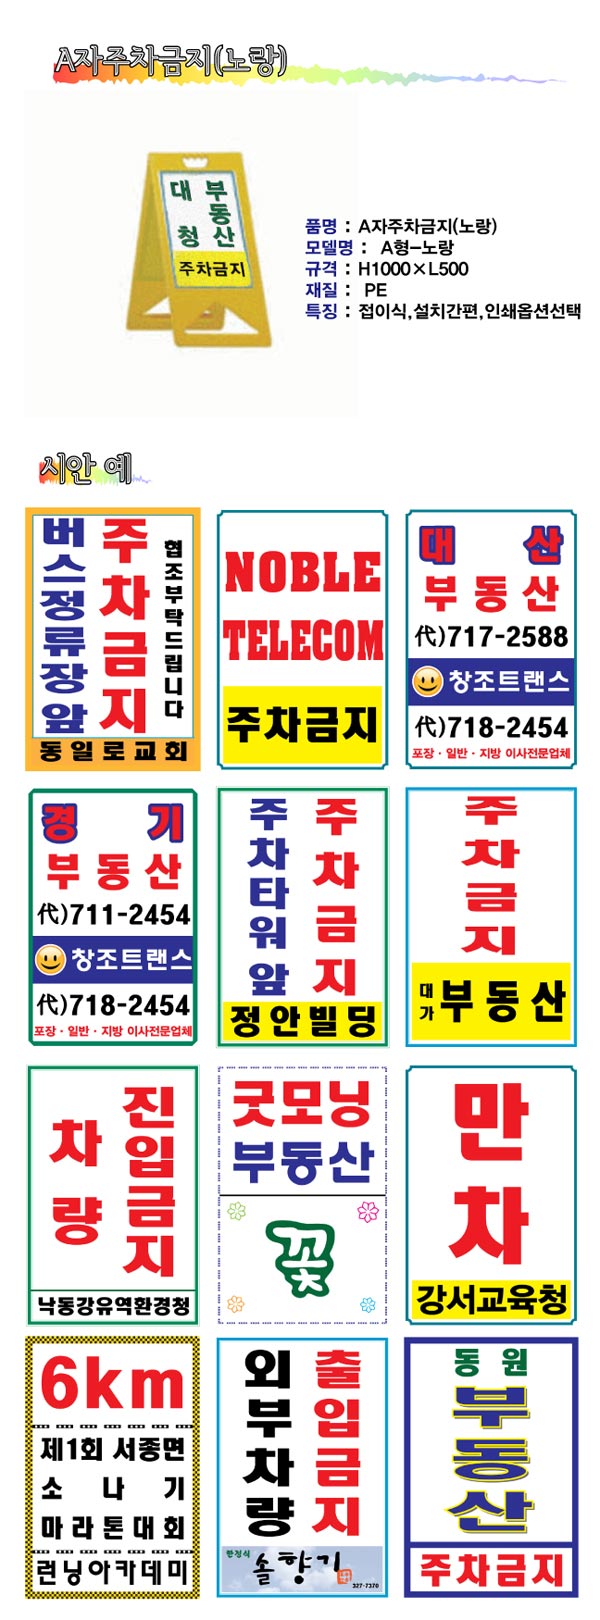 A자주차금지(노랑)
대 부동산
청
주차금지
품명 : A자주차금지(노랑)
모델명 : A형-노랑
규격 : H1000×L500
재질 : PE
특징 : 접이식,설치간편,인쇄옵션선택
시안 예
버스정류장앞
주차금지
협조부탁드립니다
동일로교회
NOBLE
TELECOM
주차금지
대 산
부동산
代)717-2588
창조트랜스
代)718-2454
포장·일반·지방 이사전문업체
경 기
부동산
代)711-2454
창조트랜스
代)718-2454
포장·일반·지방 이사전문업체
주차타워앞
주차금지
정안빌딩
주차금지
대가 부동산
차량
진입금지
낙동강유역환경청
굿모닝
부동산
꽃
만차
강서교육청
6km
제1회 서종면
소 나 기
마라톤대회
런닝아카데미
외부차량
출입금지
한정식
솔향기
327-7370
동원
부동산
주차금지